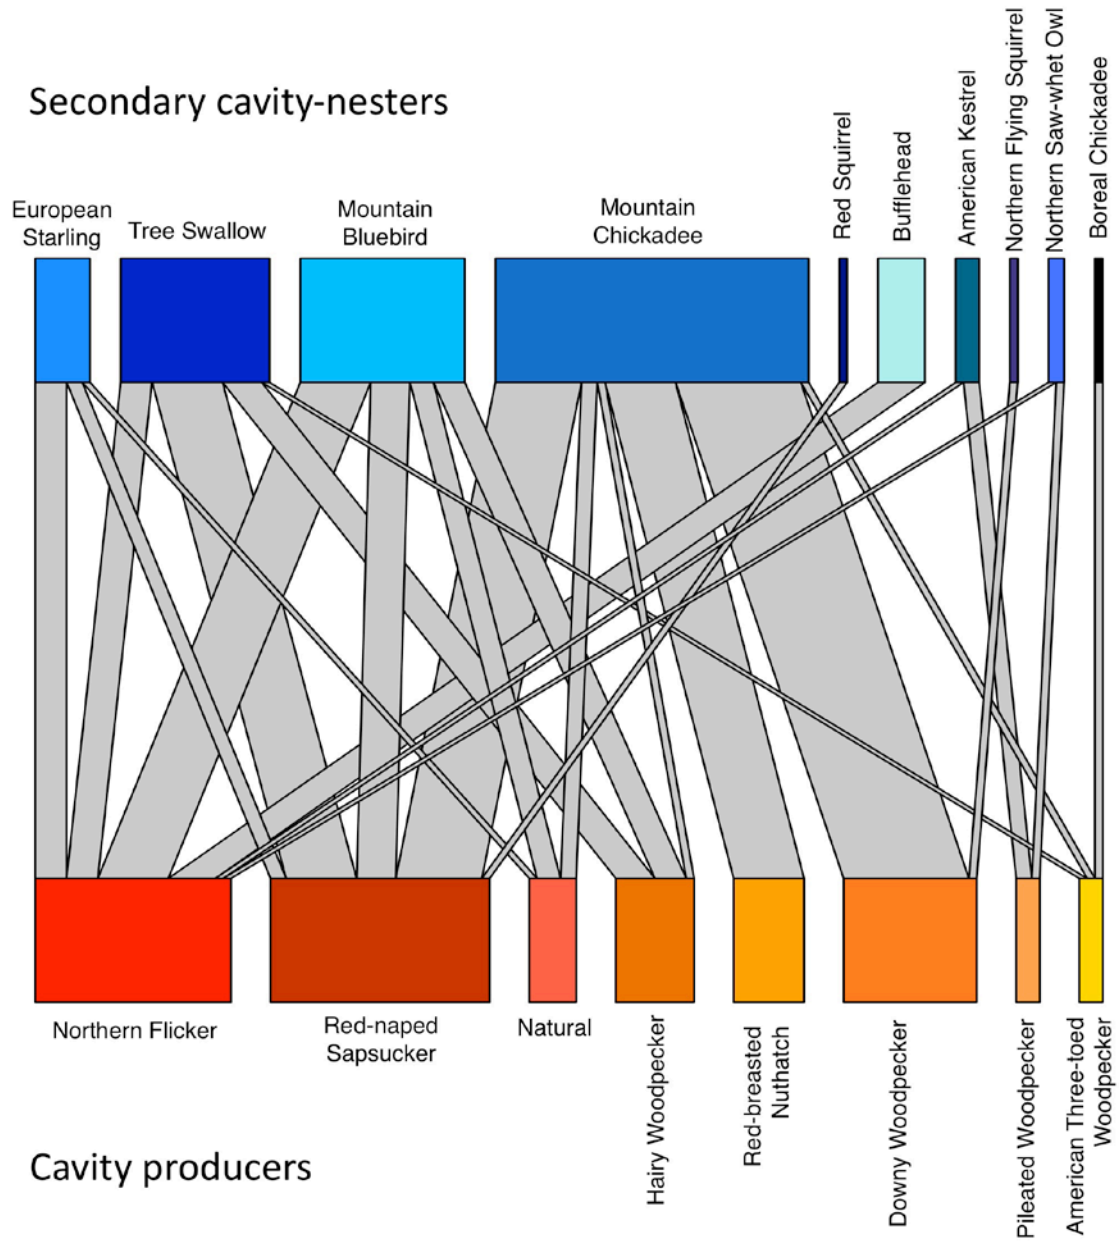 Secondary cavity-nesters
European
Starling
Tree Swallow
Mountain
Bluebird
Mountain
Chickadee
Red Squirrel
Bufflehead
American Kestrel
Northern Flying Squirrel
Northern Saw-whet Owl
Boreal Chickadee
Northern Flicker
Red-naped
Sapsucker
Natural
Hairy Woodpecker
Red-breasted
Nuthatch
Downy Woodpecker
Pileated Woodpecker
American Three-toed
Woodpecker
Cavity producers